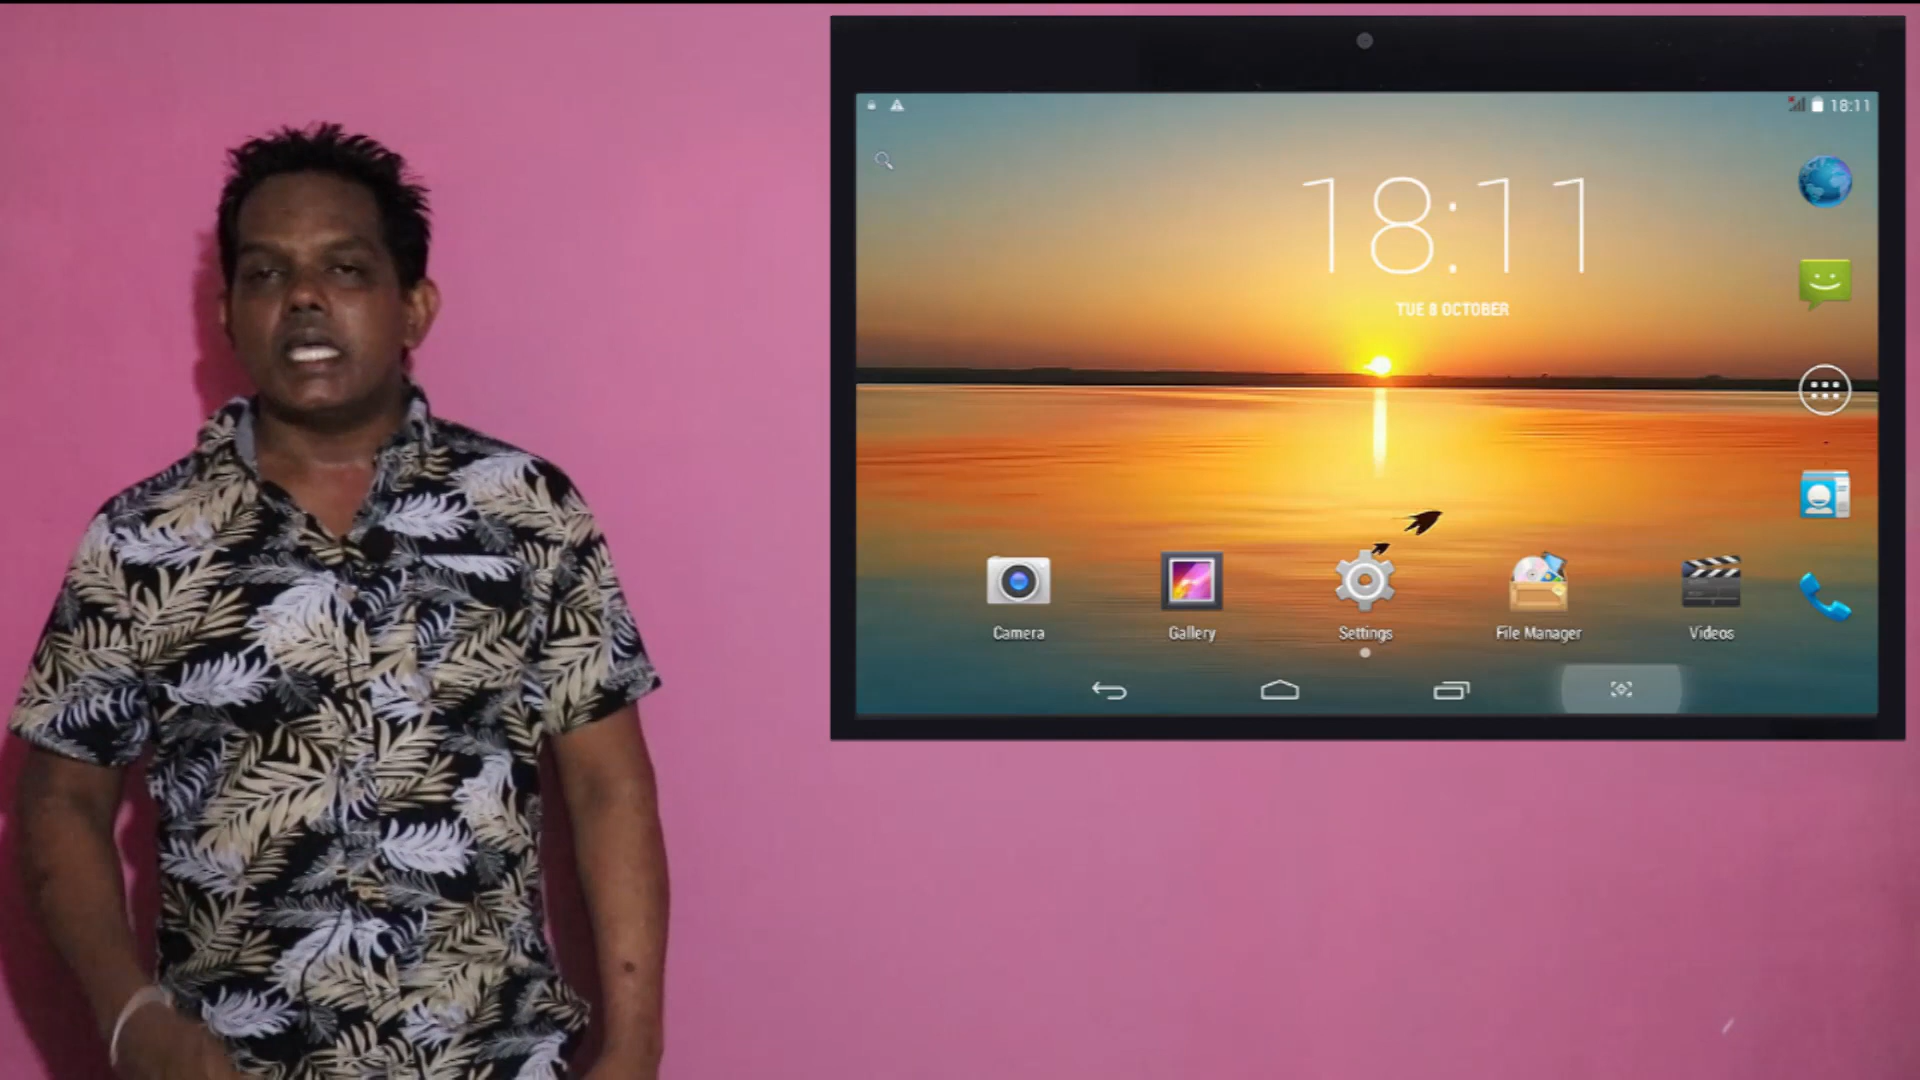 18:11
18:11
TUE 8 OCTOBER
Camera
Gallery
Settings
File Manager
Videos